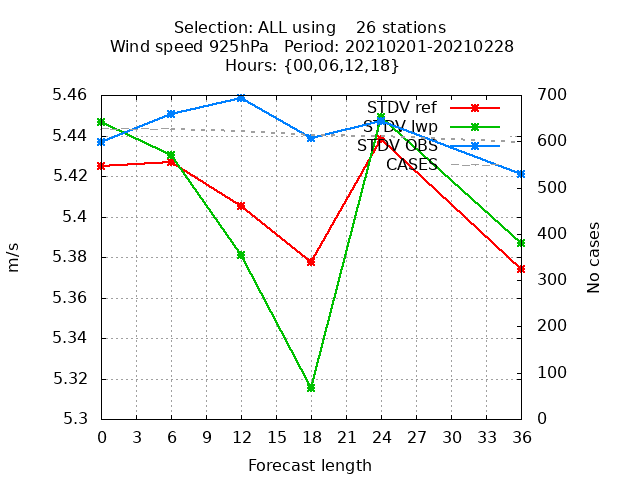 Selection: ALL using    26 stations
Wind speed 925hPa   Period: 20210201-20210228
Hours: {00,06,12,18}
STDV ref
STDV lwp
STDV OBS
CASES
5.46
5.44
5.42
5.4
5.38
5.36
5.34
5.32
5.3
700
600
500
400
300
200
100
0
m/s
No cases
0 3 6 9 12 15 18 21 24 27 30 33 36
Forecast length